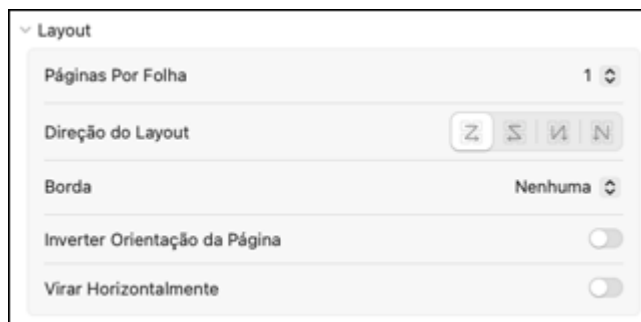 Layout
Páginas Por Folha 1
Direção do Layout
Borda Nenhuma
Inverter Orientação da Página
Virar Horizontalmente